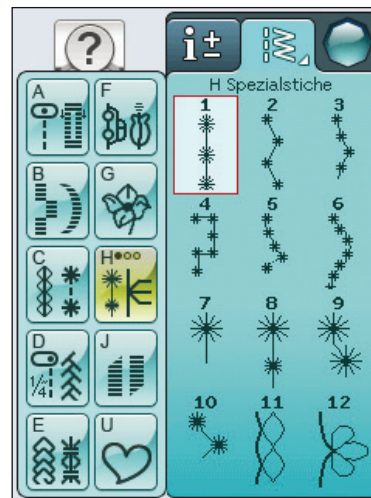 ?
i±
H Spezialstiche
A F
1 2 3
B G
C H
4 5 6
D J
1/4"
7 8 9
E U
10 11 12